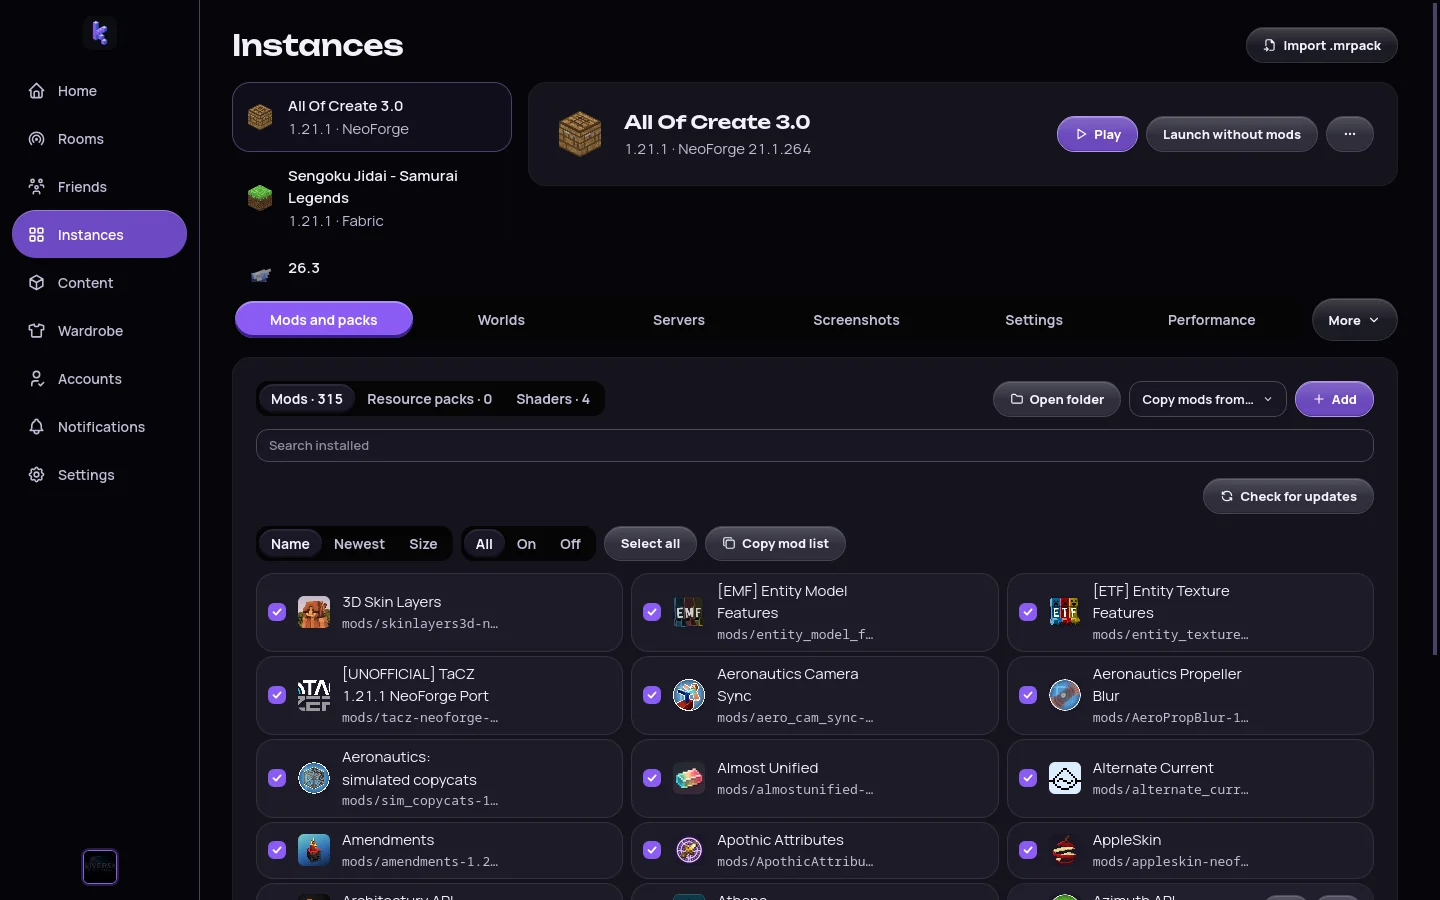 Instances
Import .mrpack
Home
Rooms
Friends
Instances
Content
Wardrobe
Accounts
Notifications
Settings
All Of Create 3.0
1.21.1 · NeoForge
Sengoku Jidai - Samurai
Legends
1.21.1 · Fabric
26.3
All Of Create 3.0
1.21.1 · NeoForge 21.1.264
Play
Launch without mods
...
Mods and packs
Worlds
Servers
Screenshots
Settings
Performance
More
Mods · 315
Resource packs · 0
Shaders · 4
Open folder
Copy mods from...
Add
Search installed
Check for updates
Name
Newest
Size
All
On
Off
Select all
Copy mod list
3D Skin Layers
mods/skinlayers3d-n…
[EMF] Entity Model
Features
mods/entity_model_f…
[ETF] Entity Texture
Features
mods/entity_texture…
[UNOFFICIAL] TaCZ
1.21.1 NeoForge Port
mods/tacz-neoforge-…
Aeronautics Camera
Sync
mods/aero_cam_sync-…
Aeronautics Propeller
Blur
mods/AeroPropBlur-1…
Aeronautics:
simulated copycats
mods/sim_copycats-1…
Almost Unified
mods/almostunified-…
Alternate Current
mods/alternate_curr…
Amendments
mods/amendments-1.2…
Apothic Attributes
mods/ApothicAttribu…
AppleSkin
mods/appleskin-neof…
Architectury API
Athena
Azimuth API